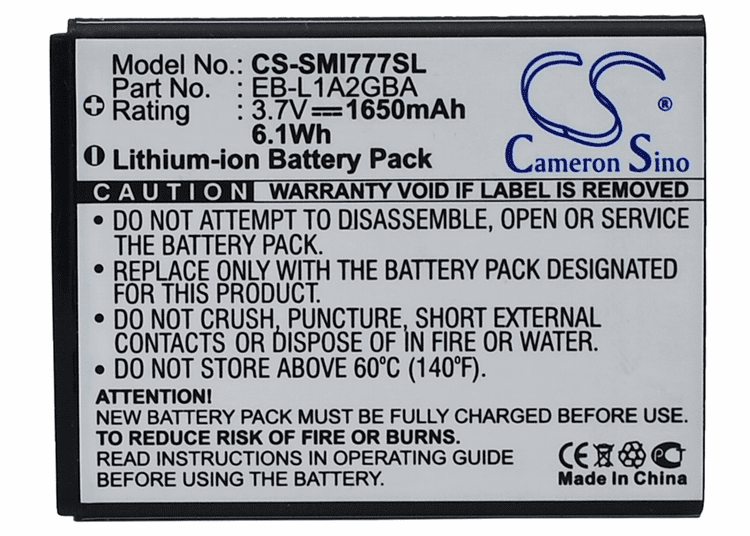 Model No.: CS-SMI777SL
Part No. : EB-L1A2GBA
Rating : 3.7V 1650mAh
6.1Wh
Lithium-ion Battery Pack
CS ®
Cameron Sino
CAUTION WARRANTY VOID IF LABEL IS REMOVED
• DO NOT ATTEMPT TO DISASSEMBLE, OPEN OR SERVICE
THE BATTERY PACK.
• REPLACE ONLY WITH THE BATTERY PACK DESIGNATED
FOR THIS PRODUCT.
• DO NOT CRUSH, PUNCTURE, SHORT EXTERNAL
CONTACTS OR DISPOSE OF IN FIRE OR WATER.
• DO NOT STORE ABOVE 60°C (140°F).
ATTENTION!
NEW BATTERY PACK MUST BE FULLY CHARGED BEFORE USE.
TO REDUCE RISK OF FIRE OR BURNS.
READ INSTRUCTIONS IN OPERATING GUIDE
BEFORE USING THIS BATTERY.
CE
Made In China